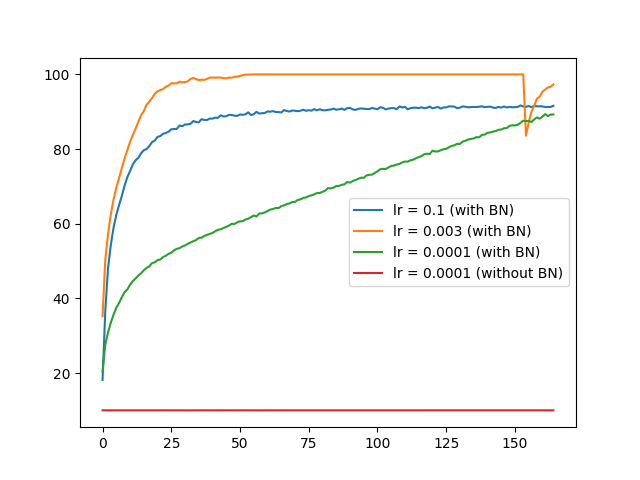 100
80
60
40
20
lr = 0.1 (with BN)
lr = 0.003 (with BN)
lr = 0.0001 (with BN)
lr = 0.0001 (without BN)
0 25 50 75 100 125 150